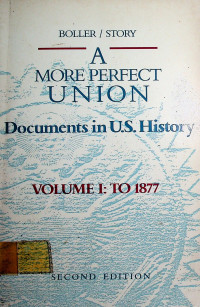 BOLLER / STORY
A
MORE PERFECT
UNION
Documents in U.S. History
VOLUME I: TO 1877
SECOND EDITION